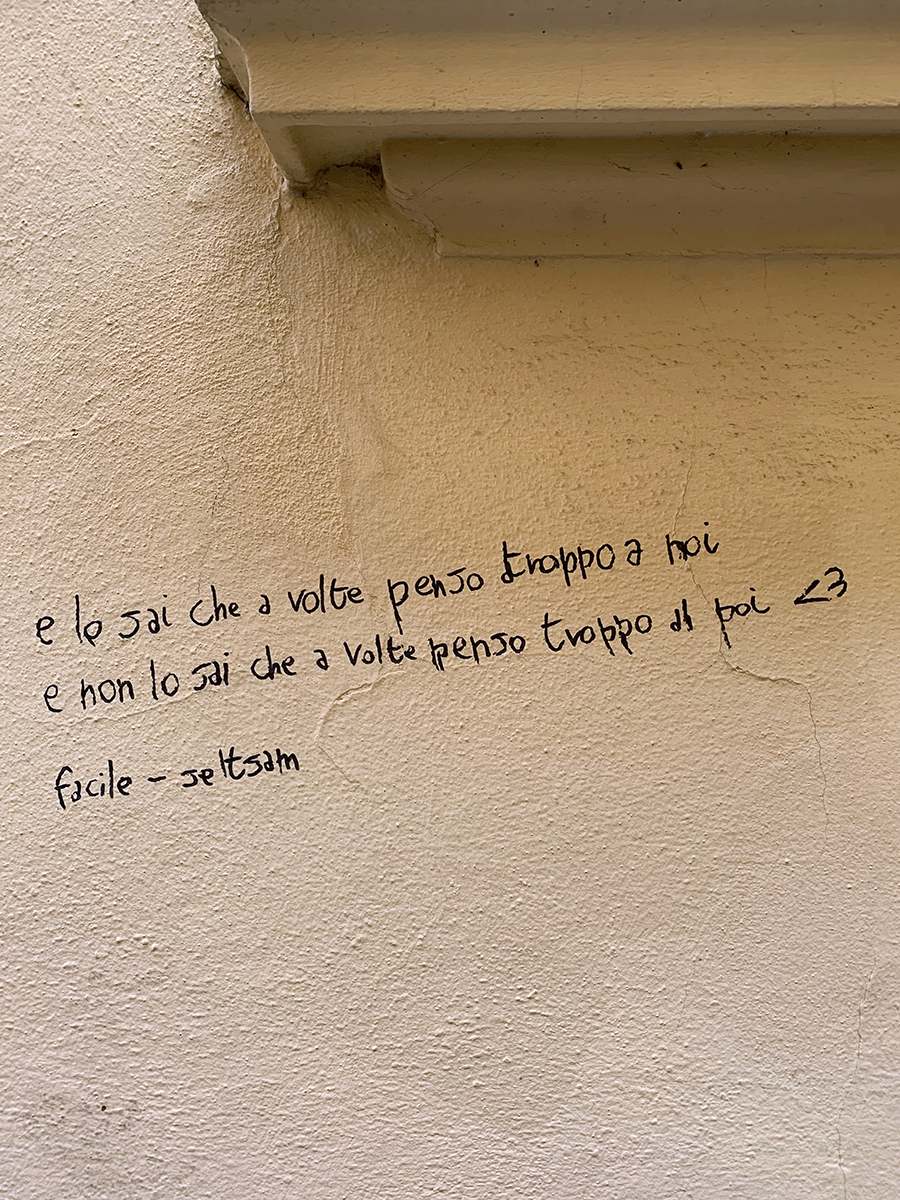 e lo sai che a volte penso troppo a noi
e non lo sai che a volte penso troppo al poi <3
facile - seltsam